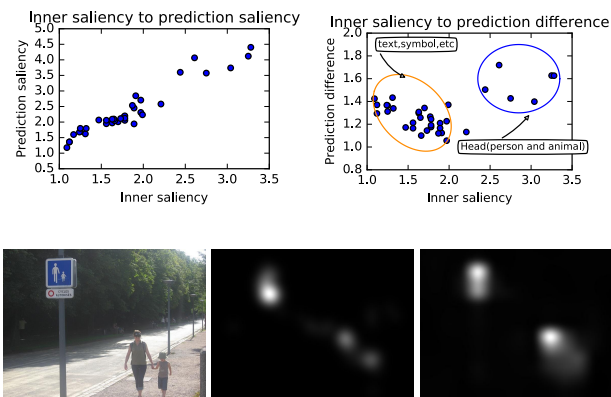 Inner saliency to prediction saliency
5.0
4.5
4.0
3.5
3.0
2.5
2.0
1.5
1.0
0.5
1.0 1.5 2.0 2.5 3.0 3.5
Prediction saliency
Inner saliency
Inner saliency to prediction difference
2.0
1.8
1.6
1.4
1.2
1.0
0.8
1.0 1.5 2.0 2.5 3.0 3.5
Prediction difference
Inner saliency
text,symbol,etc
Head(person and animal)